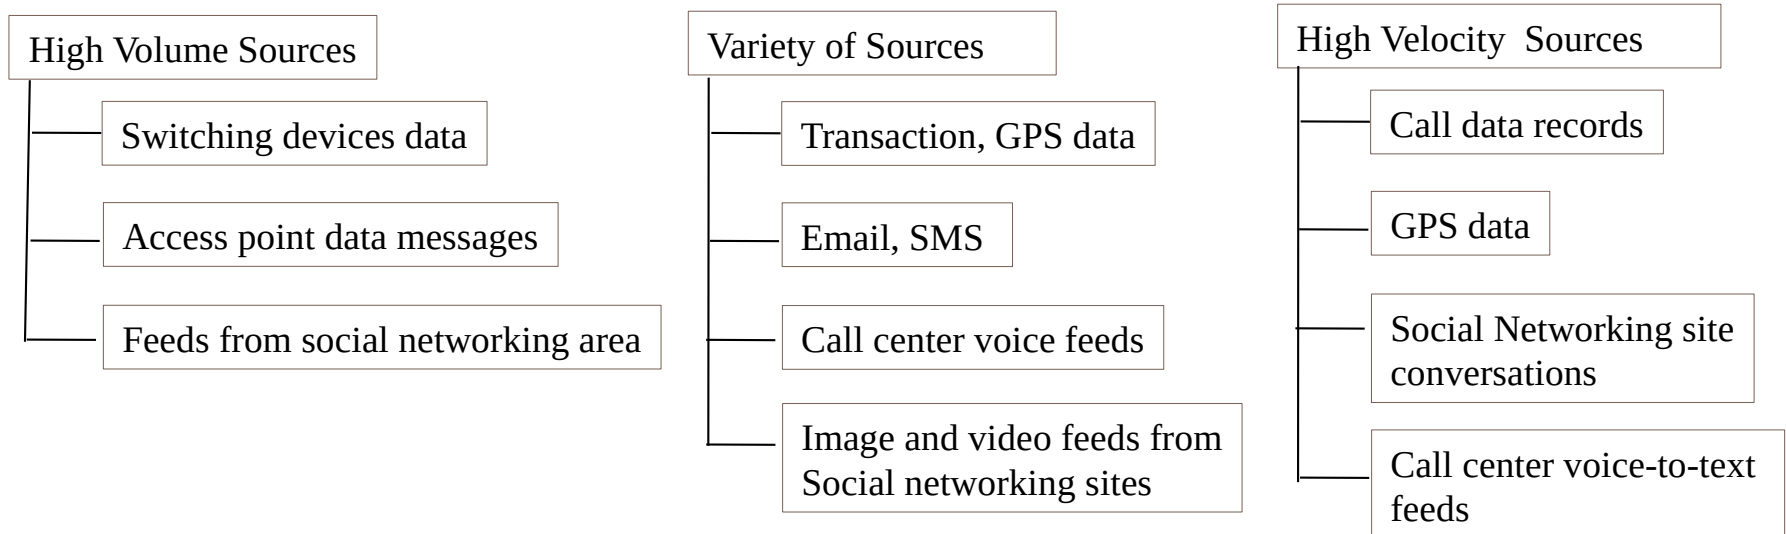 High Volume Sources
Switching devices data
Access point data messages
Feeds from social networking area
Variety of Sources
Transaction, GPS data
Email, SMS
Call center voice feeds
Image and video feeds from
Social networking sites
High Velocity  Sources
Call data records
GPS data
Social Networking site
conversations
Call center voice-to-text
feeds